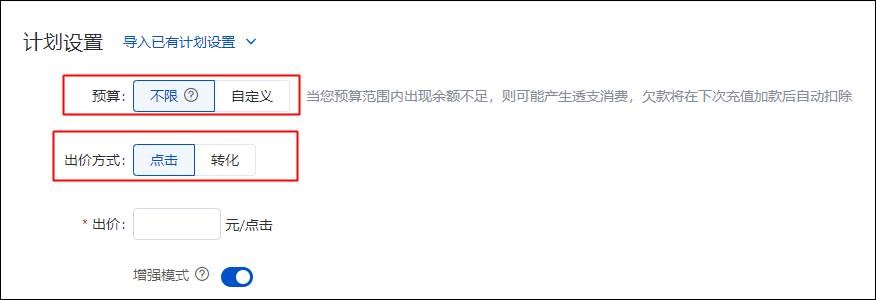 计划设置 导入已有计划设置
预算: 不限 ? 自定义 当您预算范围内出现余额不足，则可能产生透支消费，欠款将在下次充值加款后自动扣除
出价方式: 点击 转化
* 出价: 元/点击
增强模式 ?